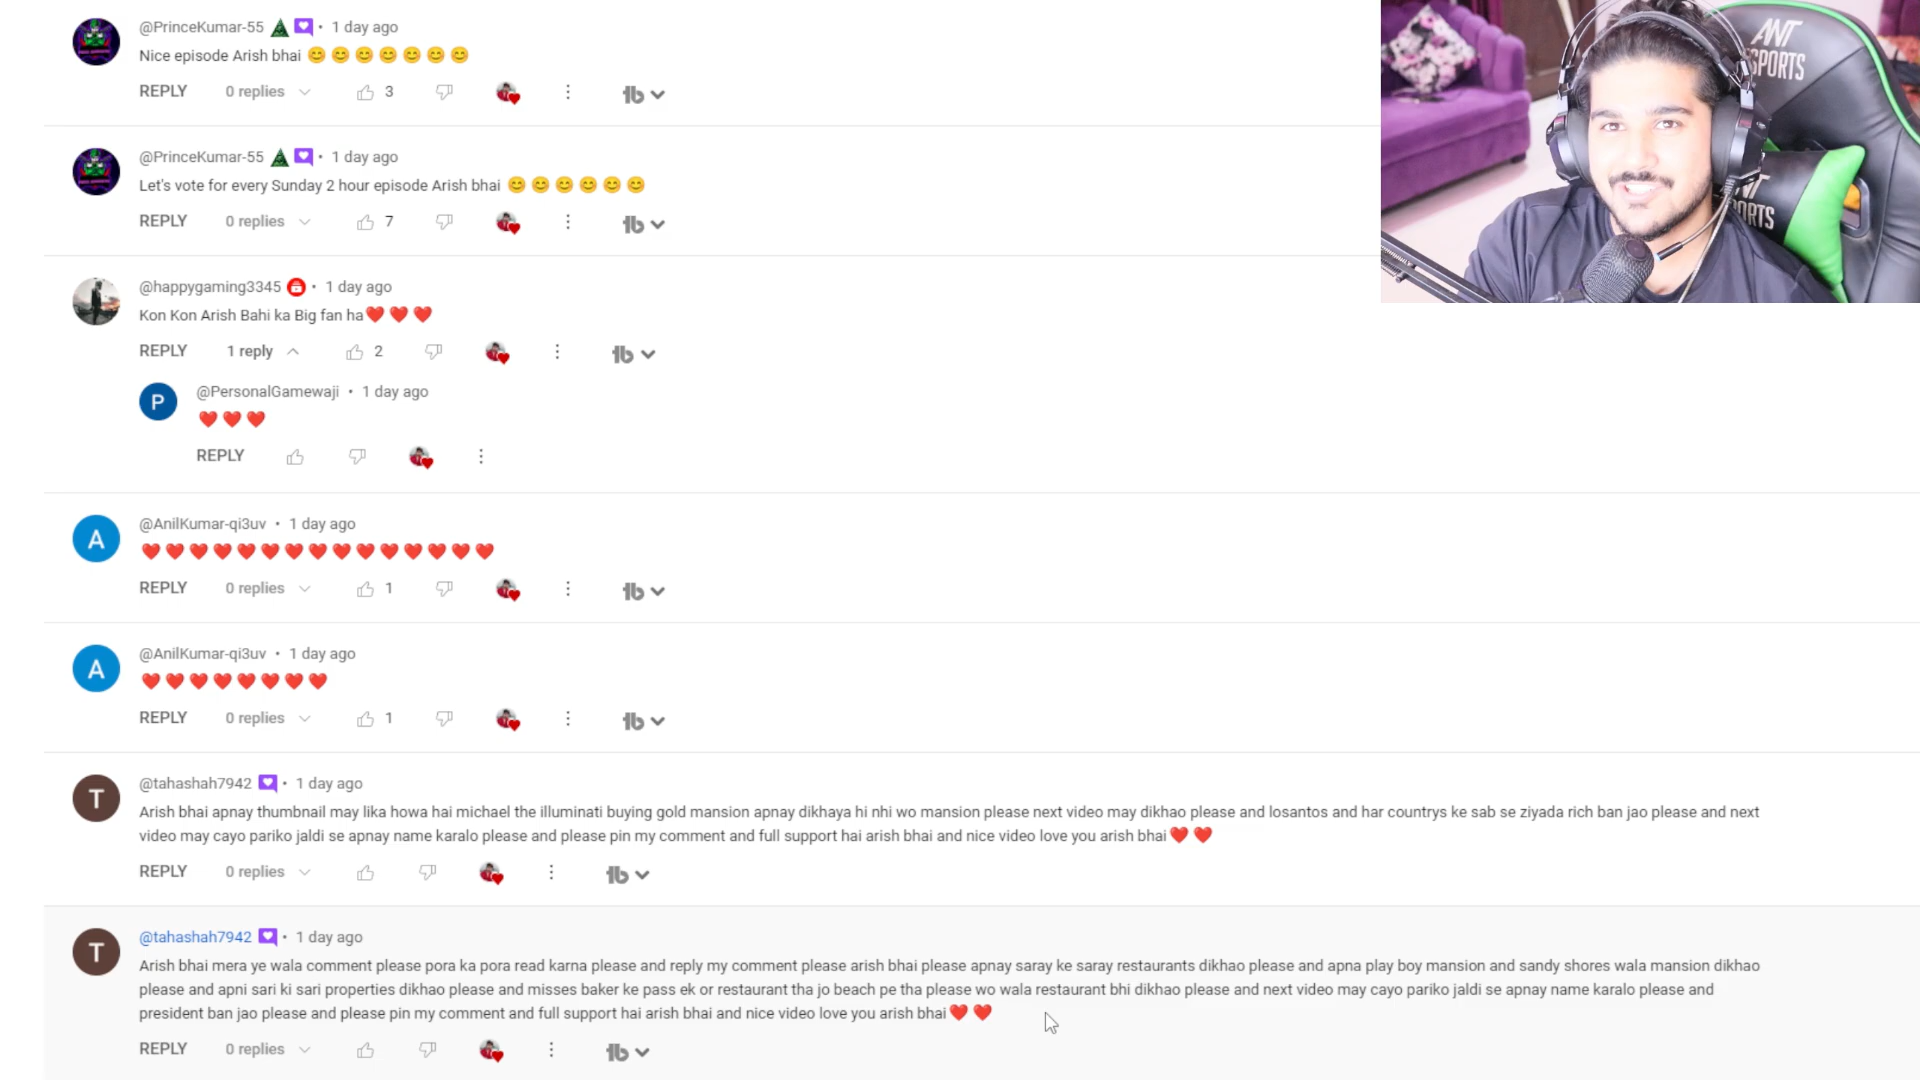 @PrinceKumar-55 • 1 day ago
Nice episode Arish bhai 😊😊😊😊😊😊😊
REPLY 0 replies 3
@PrinceKumar-55 • 1 day ago
Let's vote for every Sunday 2 hour episode Arish bhai 😊😊😊😊😊😊
REPLY 0 replies 7
@happygaming3345 • 1 day ago
Kon Kon Arish Bahi ka Big fan ha❤️❤️❤️
REPLY 1 reply 2
P
@PersonalGamewaji • 1 day ago
❤️❤️❤️
REPLY
A
@AnilKumar-qi3uv • 1 day ago
❤️❤️❤️❤️❤️❤️❤️❤️❤️❤️❤️❤️❤️❤️❤️
REPLY 0 replies 1
A
@AnilKumar-qi3uv • 1 day ago
❤️❤️❤️❤️❤️❤️❤️❤️
REPLY 0 replies 1
T
@tahashah7942 • 1 day ago
Arish bhai apnay thumbnail may lika howa hai michael the illuminati buying gold mansion apnay dikhaya hi nhi wo mansion please next video may dikhao please and losantos and har countrys ke sab se ziyada rich ban jao please and next
video may cayo pariko jaldi se apnay name karalo please and please pin my comment and full support hai arish bhai and nice video love you arish bhai❤️❤️
REPLY 0 replies
T
@tahashah7942 • 1 day ago
Arish bhai mera ye wala comment please pora ka pora read karna please and reply my comment please arish bhai please apnay saray ke saray restaurants dikhao please and apna play boy mansion and sandy shores wala mansion dikhao
please and apni sari ki sari properties dikhao please and misses baker ke pass ek or restaurant tha jo beach pe tha please wo wala restaurant bhi dikhao please and next video may cayo pariko jaldi se apnay name karalo please and
president ban jao please and please pin my comment and full support hai arish bhai and nice video love you arish bhai❤️❤️
REPLY 0 replies
ANT
ESPORTS
ANT